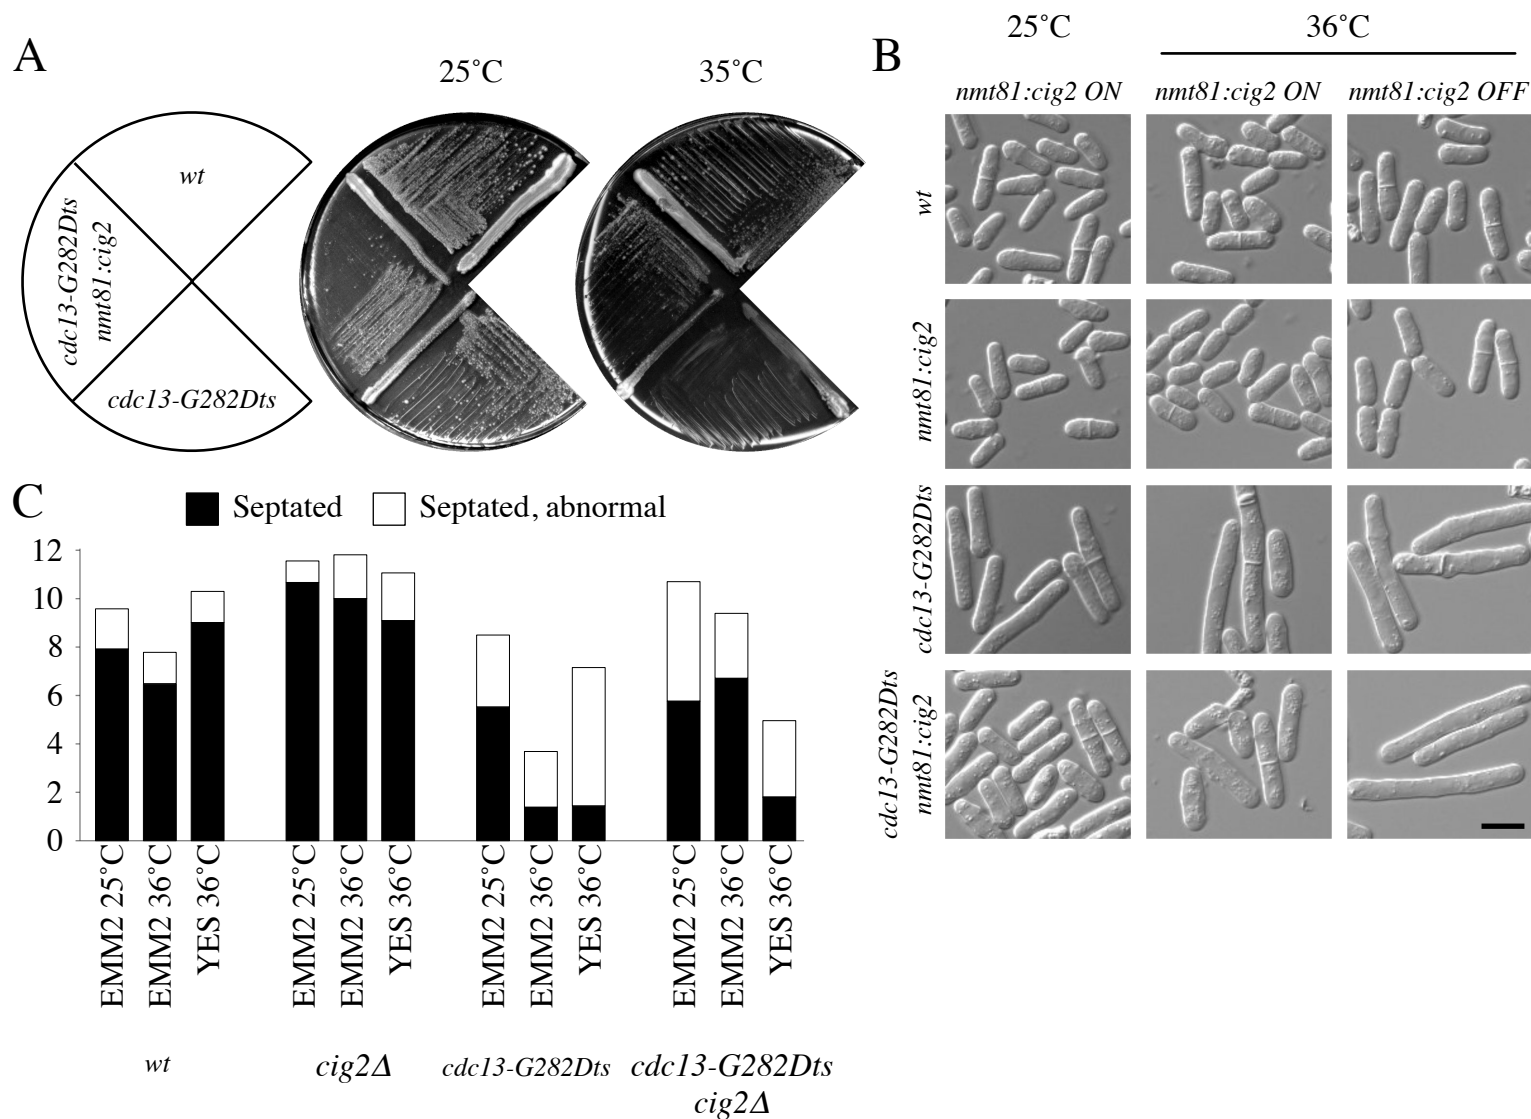 A
25˚C
35˚C
wt
cdc13-G282Dts
nmt81:cig2
cdc13-G282Dts
B
25˚C
36˚C
nmt81:cig2 ON
nmt81:cig2 ON
nmt81:cig2 OFF
wt
nmt81:cig2
cdc13-G282Dts
cdc13-G282Dts
nmt81:cig2
C
Septated
Septated, abnormal
12
10
8
6
4
2
0
EMM2 25˚C
EMM2 36˚C
YES 36˚C
EMM2 25˚C
EMM2 36˚C
YES 36˚C
EMM2 25˚C
EMM2 36˚C
YES 36˚C
EMM2 25˚C
EMM2 36˚C
YES 36˚C
wt
cig2Δ
cdc13-G282Dts
cdc13-G282Dts
cig2Δ